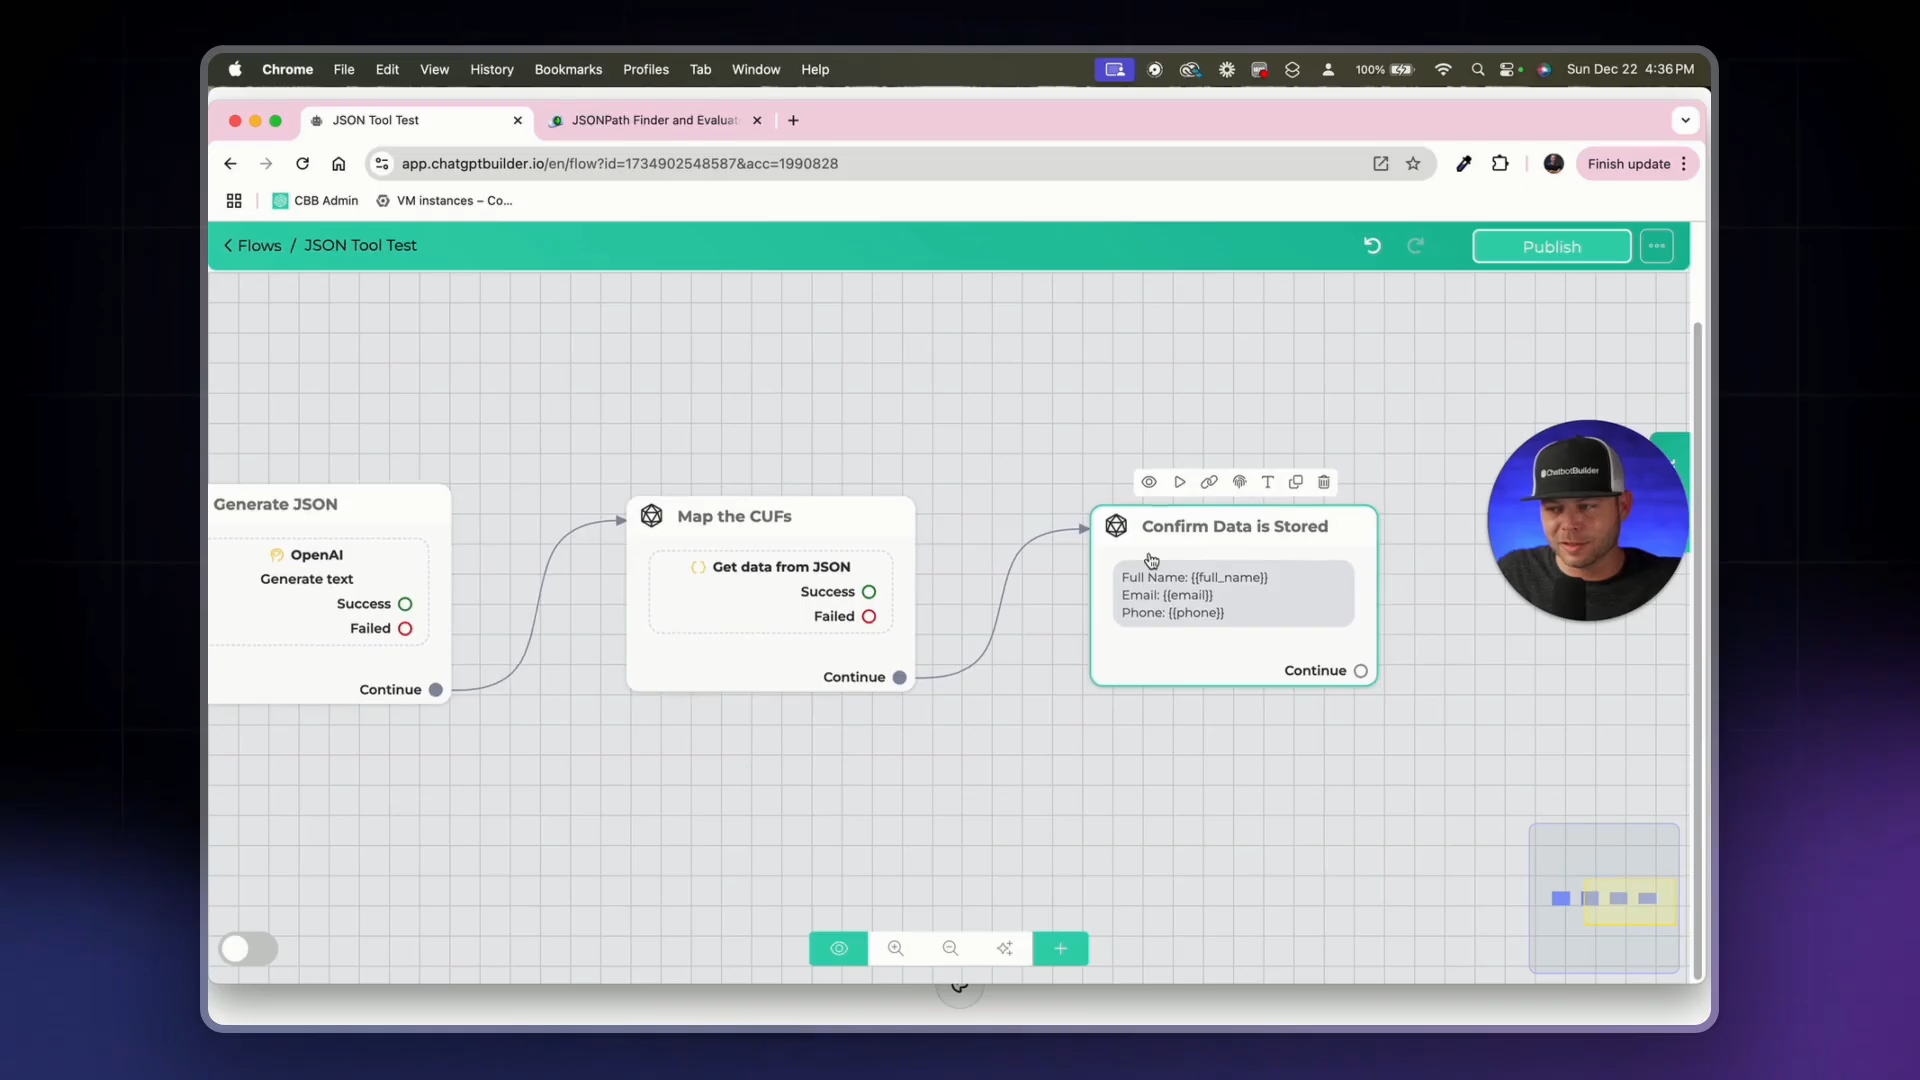 Chrome File Edit View History Bookmarks Profiles Tab Window Help 100% Sun Dec 22 4:36 PM
JSON Tool Test JSONPath Finder and Evaluat
app.chatgptbuilder.io/en/flow?id=1734902548587&acc=1990828 Finish update
CBB Admin VM instances – Co...
Flows / JSON Tool Test Publish
Generate JSON
OpenAI
Generate text
Success
Failed
Continue
Map the CUFs
Get data from JSON
Success
Failed
Continue
Confirm Data is Stored
Full Name: {{full_name}}
Email: {{email}}
Phone: {{phone}}
Continue
ChatbotBuilder